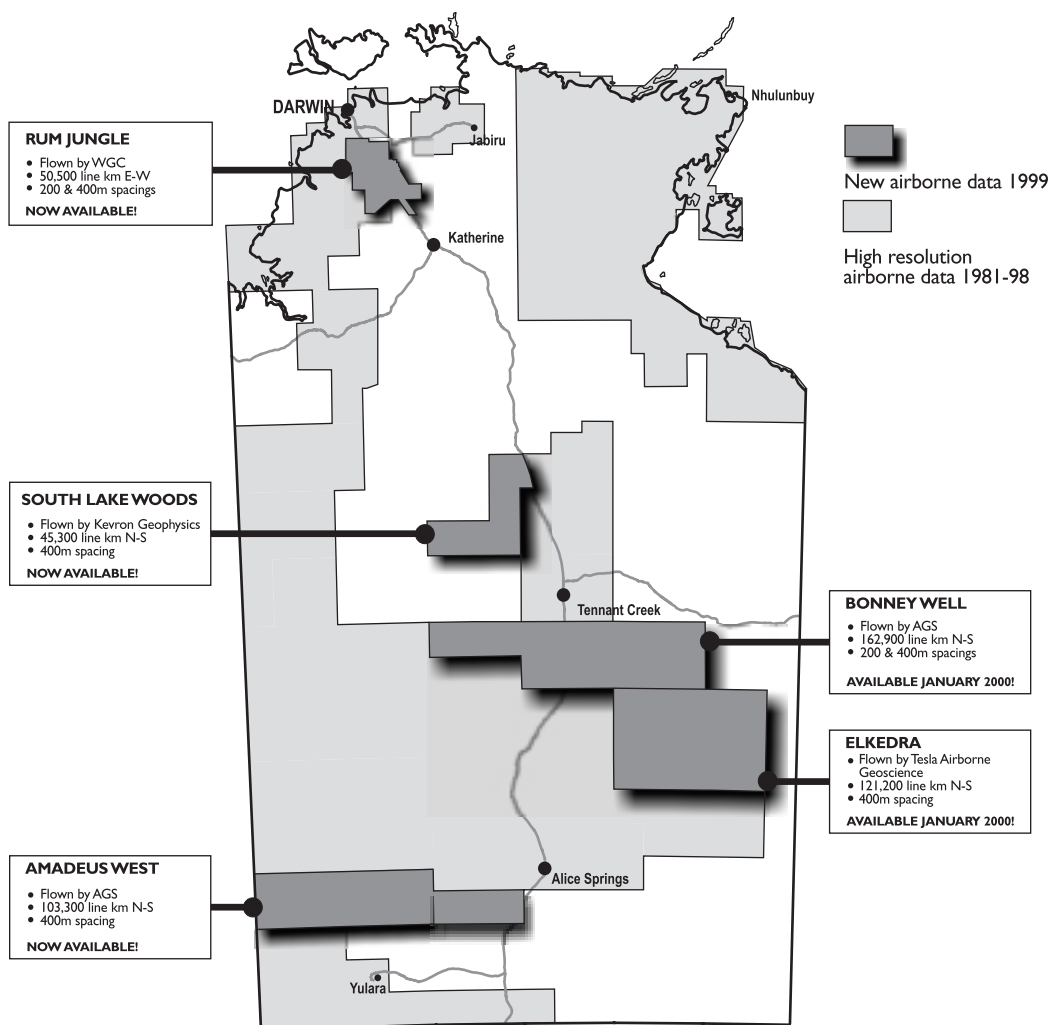 DARWIN
Jabiru
Nhulunbuy
Katherine
Tennant Creek
Alice Springs
Yulara
RUM JUNGLE
• Flown by WGC
• 50,500 line km E-W
• 200 & 400m spacings
NOW AVAILABLE!
SOUTH LAKE WOODS
• Flown by Kevron Geophysics
• 45,300 line km N-S
• 400m spacing
NOW AVAILABLE!
AMADEUS WEST
• Flown by AGS
• 103,300 line km N-S
• 400m spacing
NOW AVAILABLE!
New airborne data 1999
High resolution
airborne data 1981-98
BONNEY WELL
• Flown by AGS
• 162,900 line km N-S
• 200 & 400m spacings
AVAILABLE JANUARY 2000!
ELKEDRA
• Flown by Tesla Airborne
Geoscience
• 121,200 line km N-S
• 400m spacing
AVAILABLE JANUARY 2000!